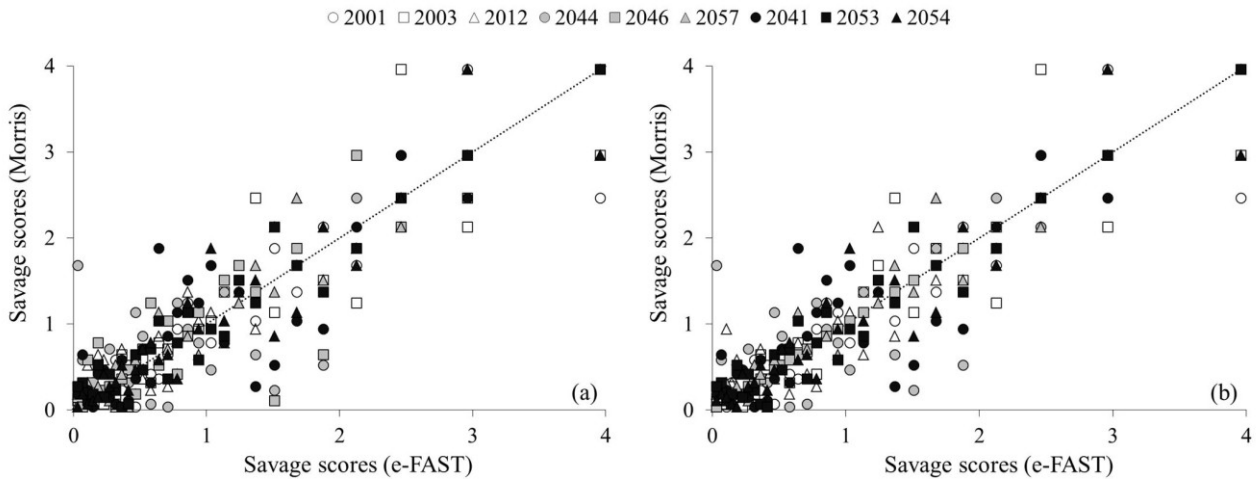 2001 2003 2012 2044 2046 2057 2041 2053 2054
4
3
2
1
0
Savage scores (Morris)
(a)
0 1 2 3 4
Savage scores (e-FAST)
4
3
2
1
0
Savage scores (Morris)
(b)
0 1 2 3 4
Savage scores (e-FAST)